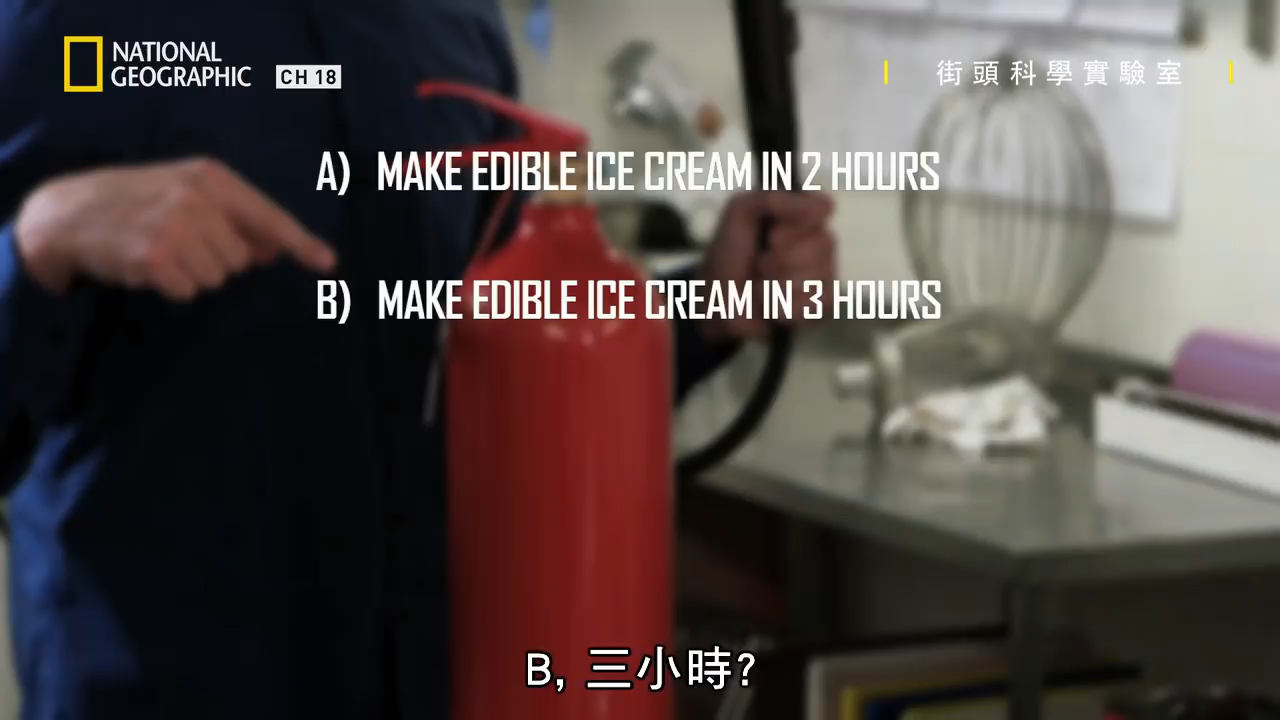 NATIONAL
GEOGRAPHIC
CH 18
街頭科學實驗室
A) MAKE EDIBLE ICE CREAM IN 2 HOURS
B) MAKE EDIBLE ICE CREAM IN 3 HOURS
B, 三小時?